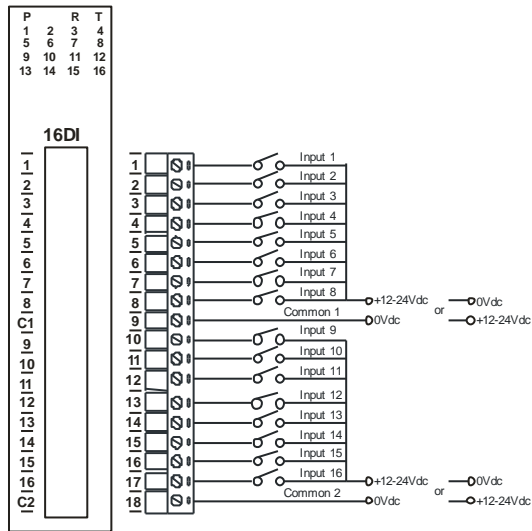 P R T
1 2 3 4
5 6 7 8
9 10 11 12
13 14 15 16
16DI
1 1 Input 1
2 2 Input 2
3 3 Input 3
4 4 Input 4
5 5 Input 5
6 6 Input 6
7 7 Input 7
8 8 Input 8 +12-24Vdc or 0Vdc
C1 9 Common 1 0Vdc +12-24Vdc
9 10 Input 9
10 11 Input 10
11 12 Input 11
12 13 Input 12
13 14 Input 13
14 15 Input 14
15 16 Input 15
16 17 Input 16 +12-24Vdc or 0Vdc
C2 18 Common 2 0Vdc +12-24Vdc